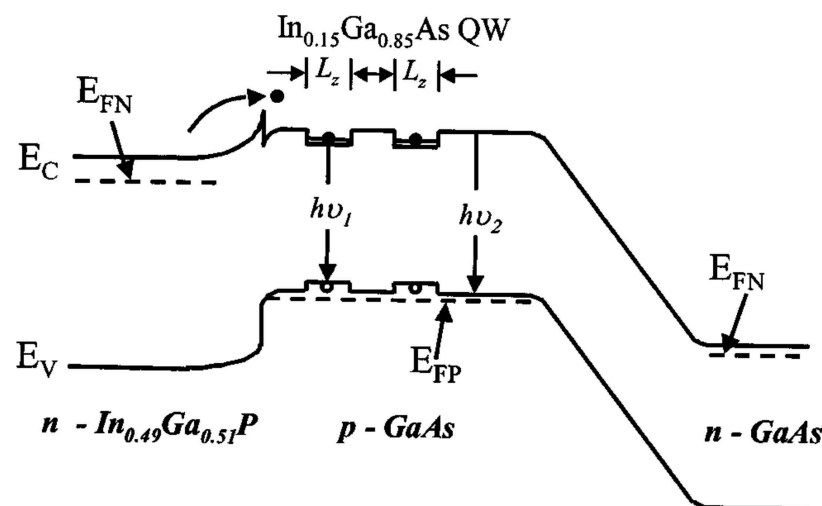 In0.15Ga0.85As QW
Lz Lz
EFN
EC
hυ1 hυ2
EFN
EFP
EV
n - In0.49Ga0.51P p - GaAs n - GaAs